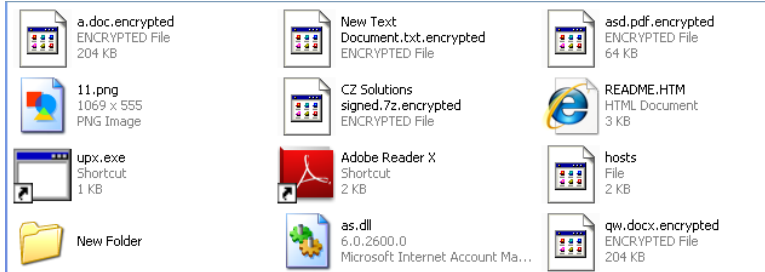 a.doc.encrypted
ENCRYPTED File
204 KB
New Text
Document.txt.encrypted
ENCRYPTED File
asd.pdf.encrypted
ENCRYPTED File
64 KB
11.png
1069 x 555
PNG Image
CZ Solutions
signed.7z.encrypted
ENCRYPTED File
README.HTM
HTML Document
3 KB
upx.exe
Shortcut
1 KB
Adobe Reader X
Shortcut
2 KB
hosts
File
2 KB
New Folder
as.dll
6.0.2600.0
Microsoft Internet Account Ma...
qw.docx.encrypted
ENCRYPTED File
204 KB